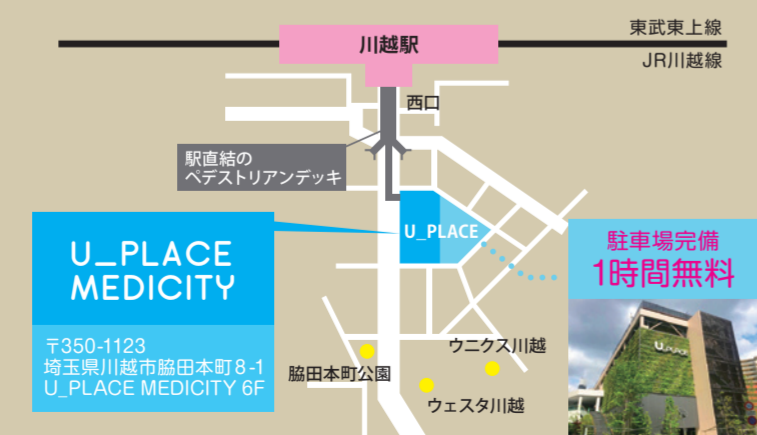 東武東上線
川越駅
JR川越線
西口
駅直結の
ペデストリアンデッキ
U_PLACE
U_PLACE
MEDICITY
駐車場完備
1時間無料
〒350-1123
埼玉県川越市脇田本町8-1
U_PLACE MEDICITY 6F
U_PLACE
ウニクス川越
脇田本町公園
ウェスタ川越